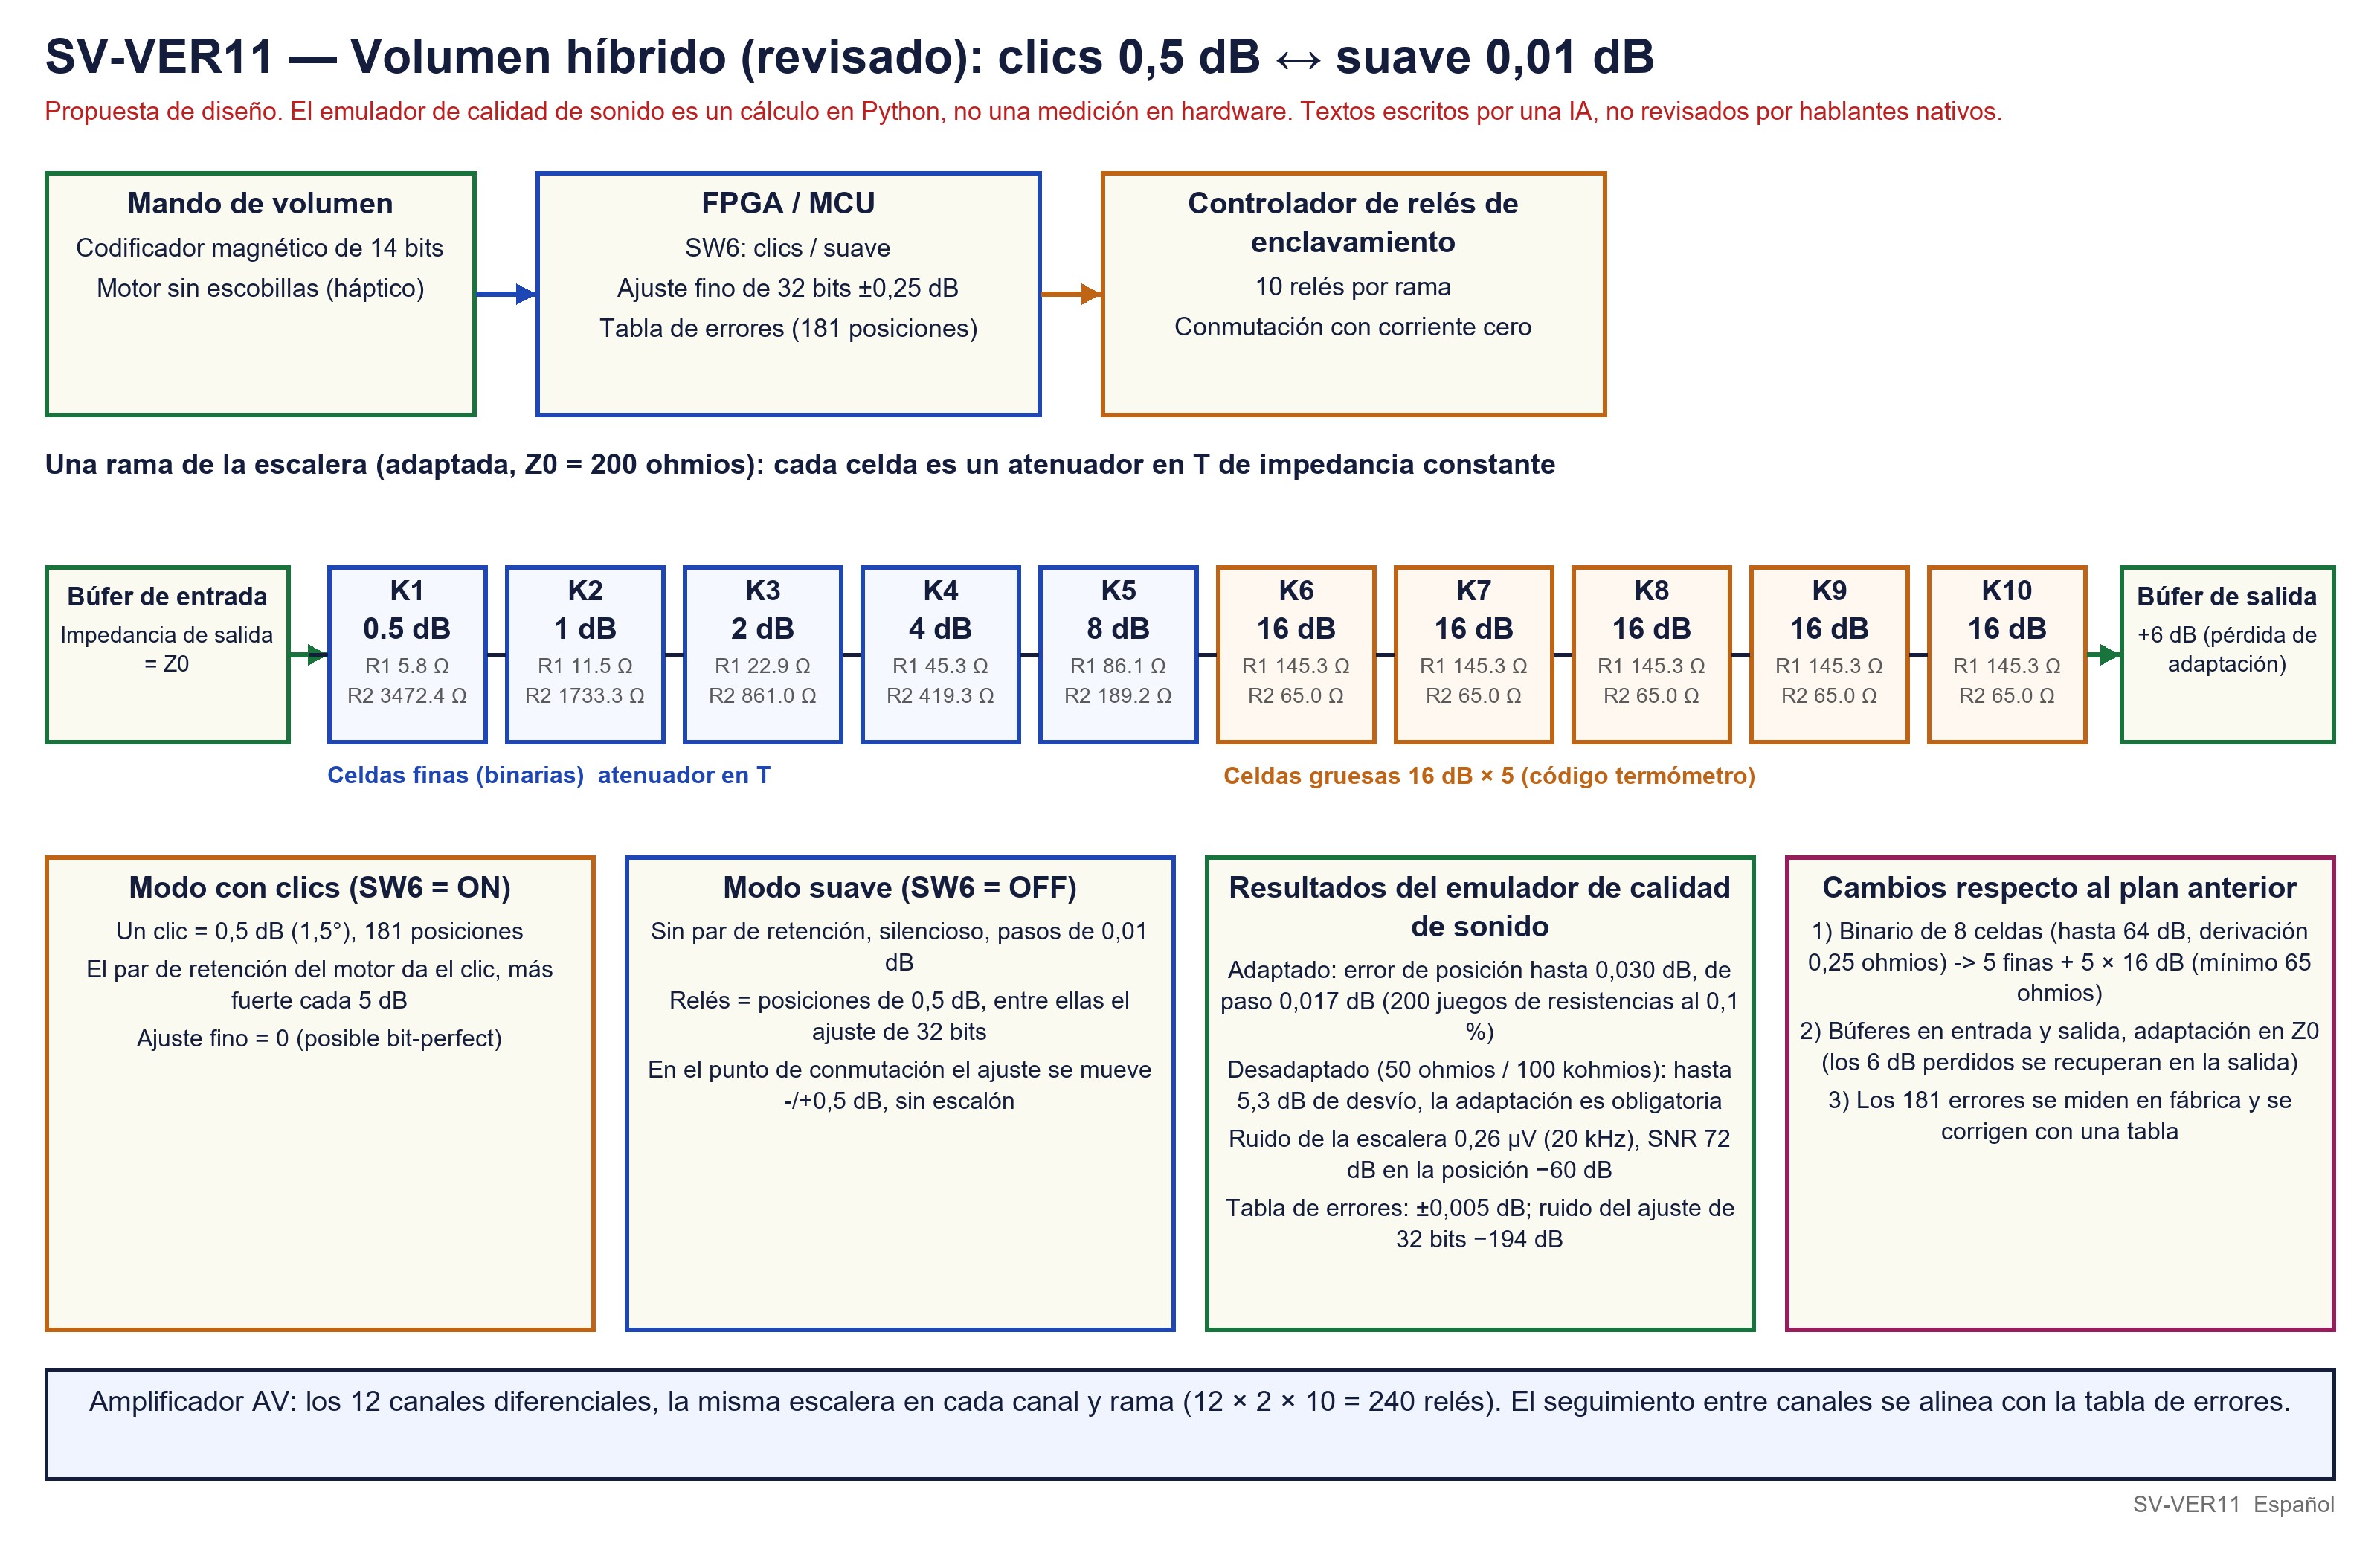 SV-VER11 — Volumen híbrido (revisado): clics 0,5 dB ↔ suave 0,01 dB
Propuesta de diseño. El emulador de calidad de sonido es un cálculo en Python, no una medición en hardware. Textos escritos por una IA, no revisados por hablantes nativos.
Mando de volumen
Codificador magnético de 14 bits
Motor sin escobillas (háptico)
FPGA / MCU
SW6: clics / suave
Ajuste fino de 32 bits ±0,25 dB
Tabla de errores (181 posiciones)
Controlador de relés de
enclavamiento
10 relés por rama
Conmutación con corriente cero
Una rama de la escalera (adaptada, Z0 = 200 ohmios): cada celda es un atenuador en T de impedancia constante
Búfer de entrada
Impedancia de salida
= Z0
K1
0.5 dB
R1 5.8 Ω
R2 3472.4 Ω
K2
1 dB
R1 11.5 Ω
R2 1733.3 Ω
K3
2 dB
R1 22.9 Ω
R2 861.0 Ω
K4
4 dB
R1 45.3 Ω
R2 419.3 Ω
K5
8 dB
R1 86.1 Ω
R2 189.2 Ω
K6
16 dB
R1 145.3 Ω
R2 65.0 Ω
K7
16 dB
R1 145.3 Ω
R2 65.0 Ω
K8
16 dB
R1 145.3 Ω
R2 65.0 Ω
K9
16 dB
R1 145.3 Ω
R2 65.0 Ω
K10
16 dB
R1 145.3 Ω
R2 65.0 Ω
Búfer de salida
+6 dB (pérdida de
adaptación)
Celdas finas (binarias)  atenuador en T
Celdas gruesas 16 dB × 5 (código termómetro)
Modo con clics (SW6 = ON)
Un clic = 0,5 dB (1,5°), 181 posiciones
El par de retención del motor da el clic, más
fuerte cada 5 dB
Ajuste fino = 0 (posible bit-perfect)
Modo suave (SW6 = OFF)
Sin par de retención, silencioso, pasos de 0,01
dB
Relés = posiciones de 0,5 dB, entre ellas el
ajuste de 32 bits
En el punto de conmutación el ajuste se mueve
-/+0,5 dB, sin escalón
Resultados del emulador de calidad
de sonido
Adaptado: error de posición hasta 0,030 dB, de
paso 0,017 dB (200 juegos de resistencias al 0,1
%)
Desadaptado (50 ohmios / 100 kohmios): hasta
5,3 dB de desvío, la adaptación es obligatoria
Ruido de la escalera 0,26 µV (20 kHz), SNR 72
dB en la posición −60 dB
Tabla de errores: ±0,005 dB; ruido del ajuste de
32 bits −194 dB
Cambios respecto al plan anterior
1) Binario de 8 celdas (hasta 64 dB, derivación
0,25 ohmios) -> 5 finas + 5 × 16 dB (mínimo 65
ohmios)
2) Búferes en entrada y salida, adaptación en Z0
(los 6 dB perdidos se recuperan en la salida)
3) Los 181 errores se miden en fábrica y se
corrigen con una tabla
Amplificador AV: los 12 canales diferenciales, la misma escalera en cada canal y rama (12 × 2 × 10 = 240 relés). El seguimiento entre canales se alinea con la tabla de errores.
SV-VER11  Español